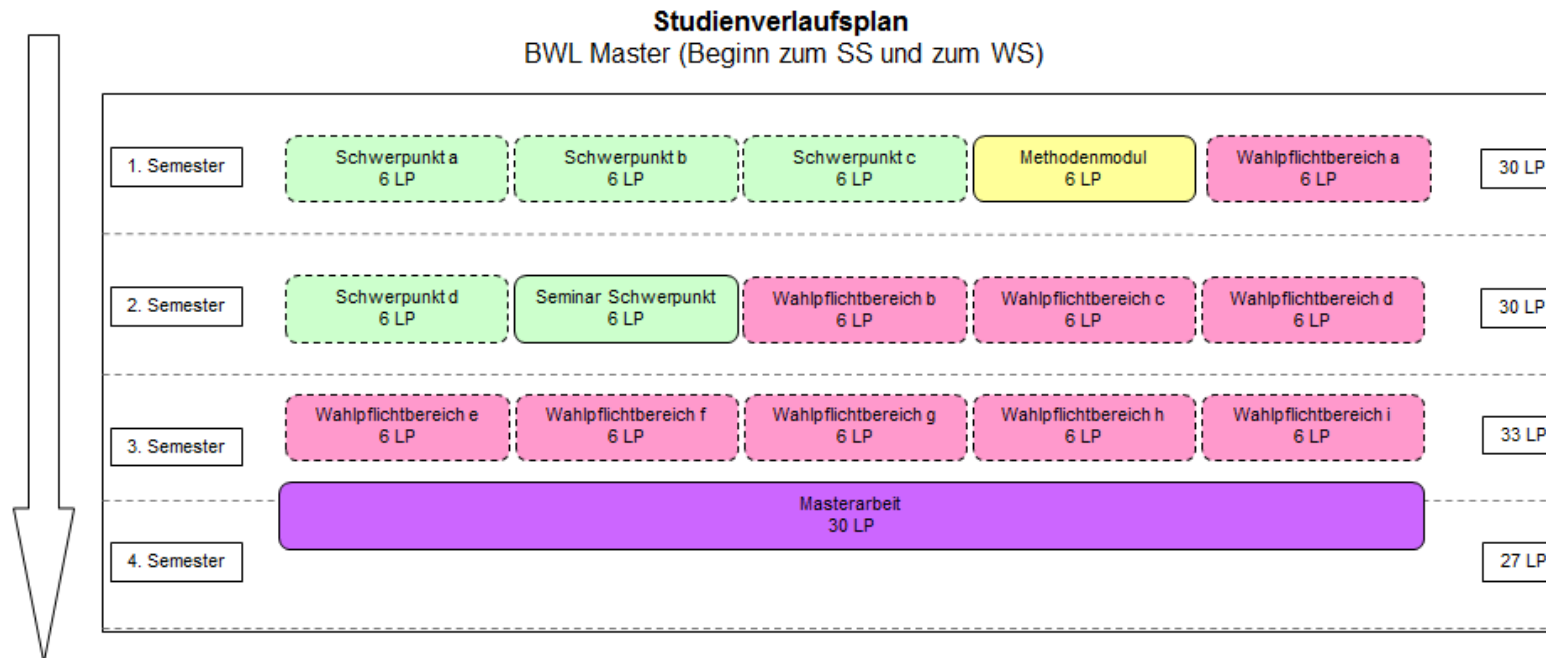 Studienverlaufsplan
BWL Master (Beginn zum SS und zum WS)
1. Semester
Schwerpunkt a
6 LP
Schwerpunkt b
6 LP
Schwerpunkt c
6 LP
Methodenmodul
6 LP
Wahlpflichtbereich a
6 LP
30 LP
2. Semester
Schwerpunkt d
6 LP
Seminar Schwerpunkt
6 LP
Wahlpflichtbereich b
6 LP
Wahlpflichtbereich c
6 LP
Wahlpflichtbereich d
6 LP
30 LP
3. Semester
Wahlpflichtbereich e
6 LP
Wahlpflichtbereich f
6 LP
Wahlpflichtbereich g
6 LP
Wahlpflichtbereich h
6 LP
Wahlpflichtbereich i
6 LP
33 LP
Masterarbeit
30 LP
4. Semester
27 LP